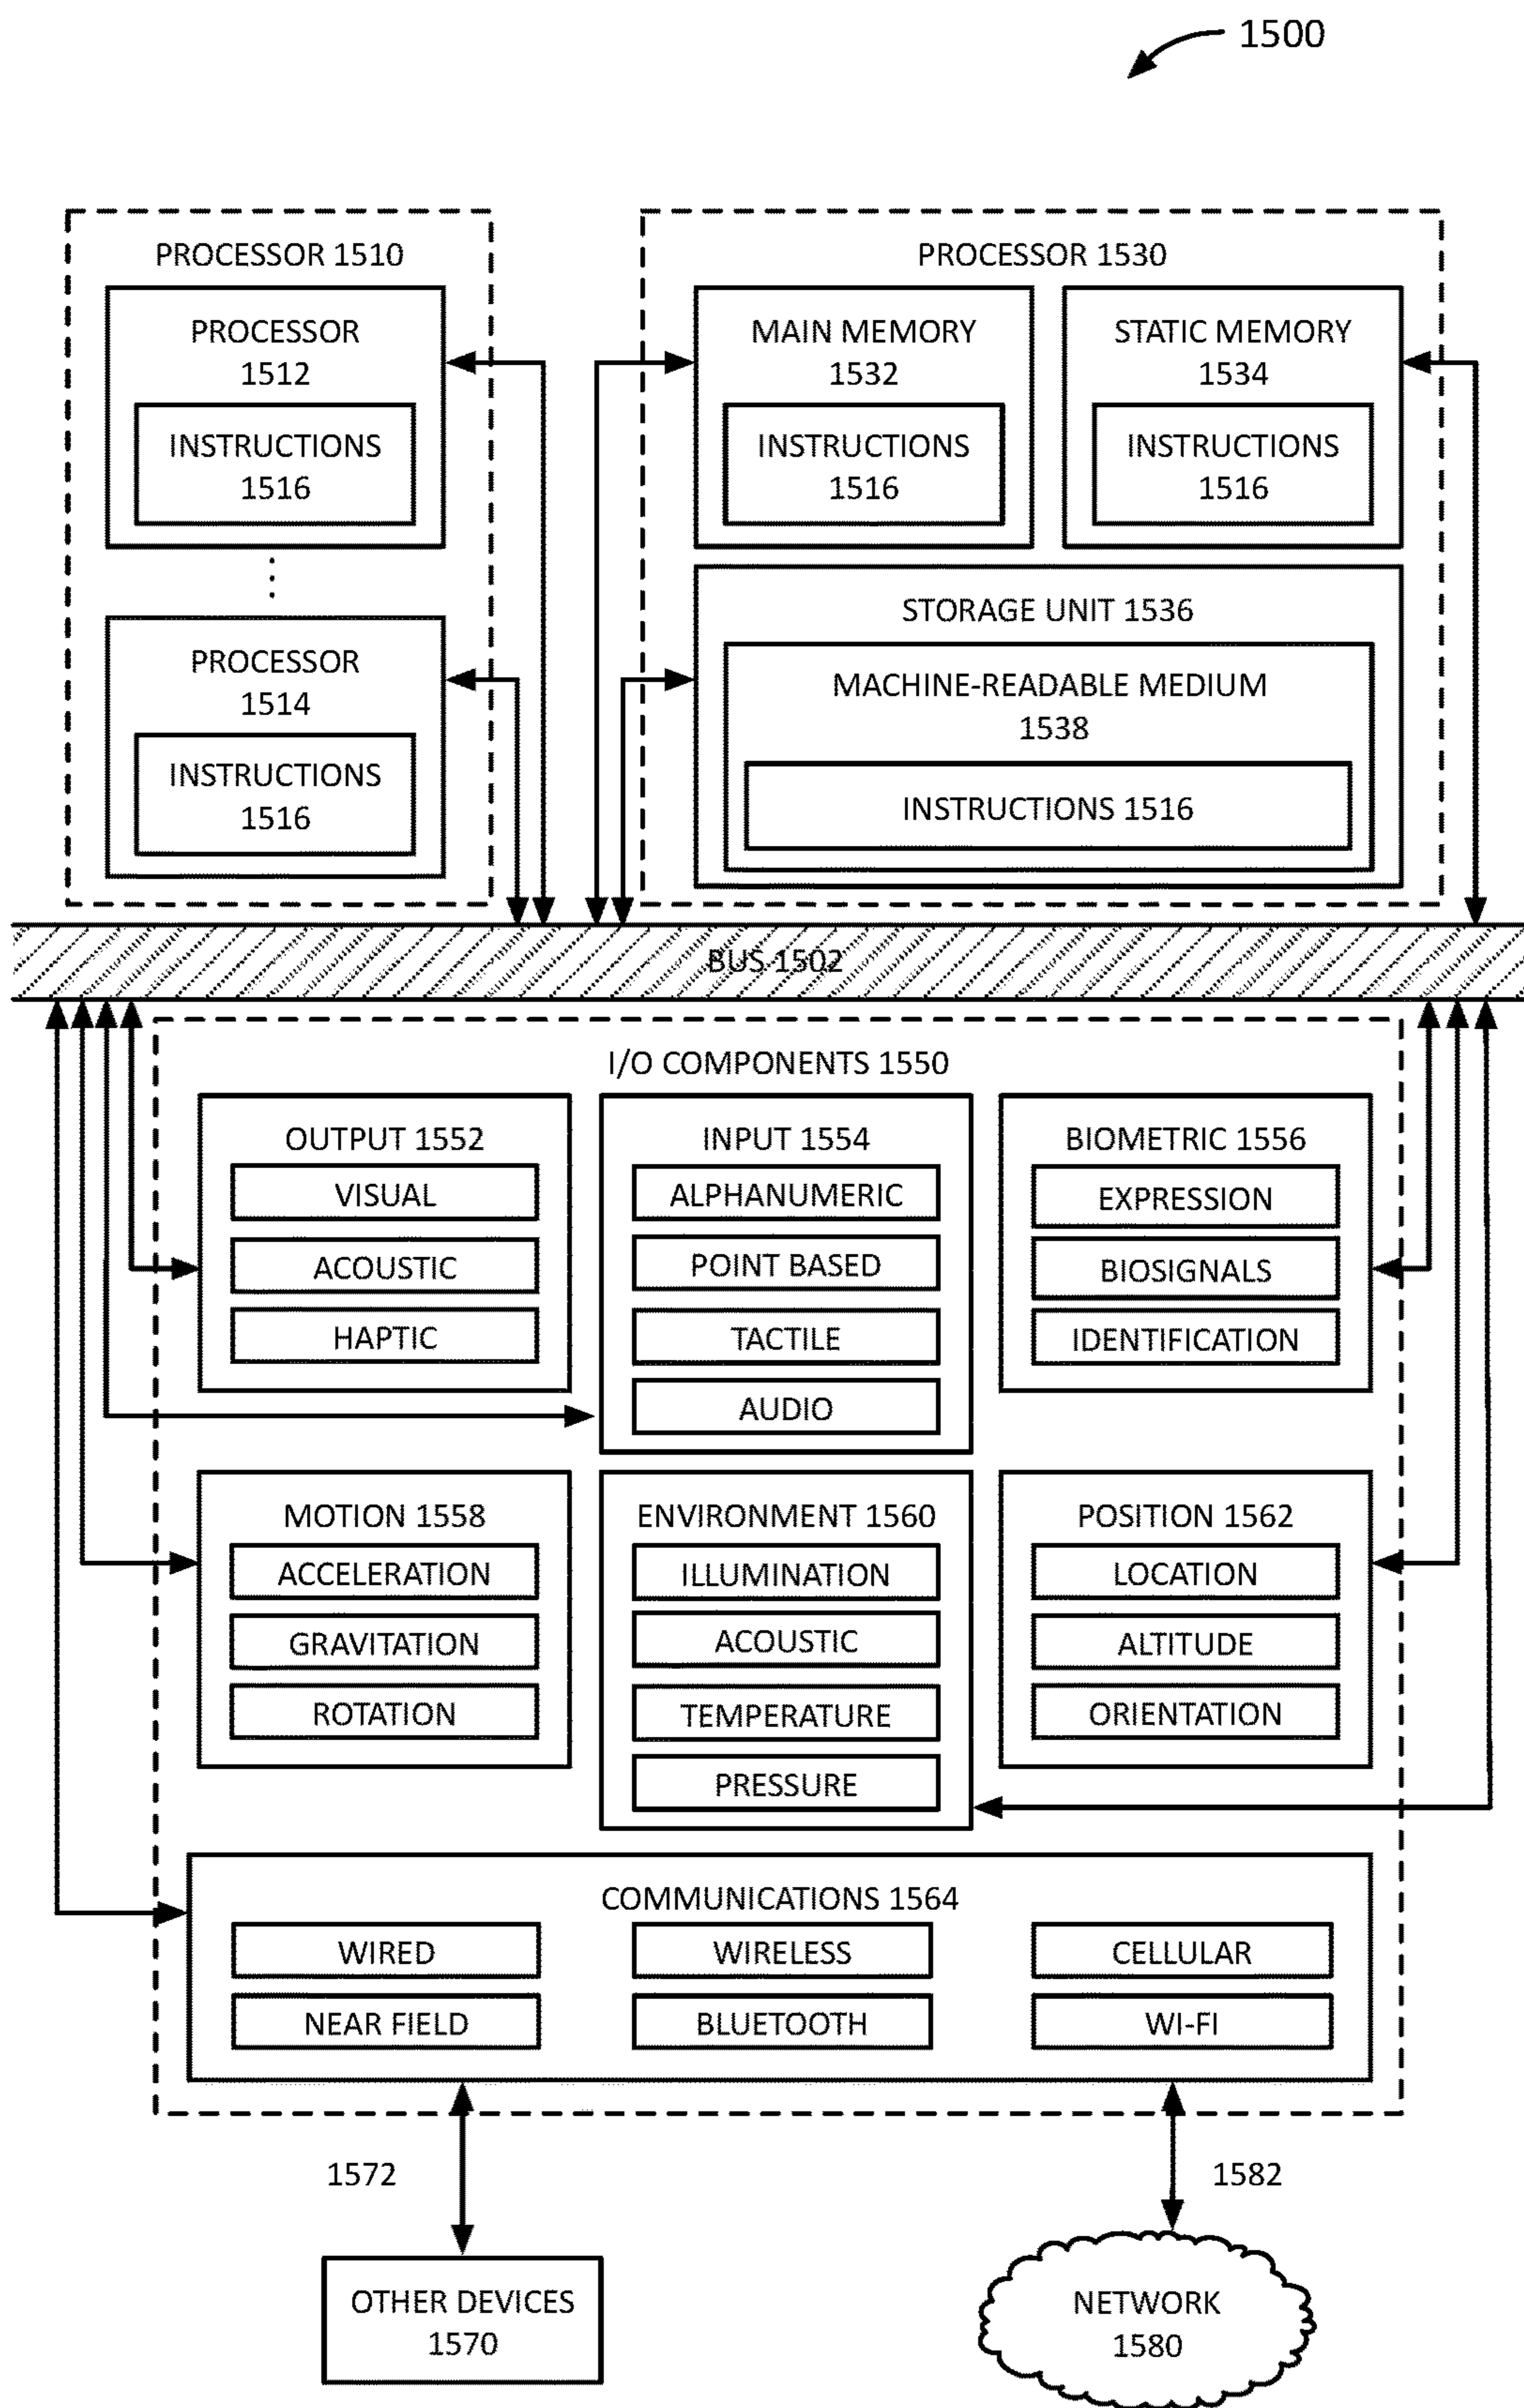 1500
PROCESSOR 1510
PROCESSOR
1512
INSTRUCTIONS
1516
PROCESSOR
1514
INSTRUCTIONS
1516
PROCESSOR 1530
MAIN MEMORY
1532
INSTRUCTIONS
1516
STATIC MEMORY
1534
INSTRUCTIONS
1516
STORAGE UNIT 1536
MACHINE-READABLE MEDIUM
1538
INSTRUCTIONS 1516
BUS 1502
I/O COMPONENTS 1550
OUTPUT 1552
VISUAL
ACOUSTIC
HAPTIC
INPUT 1554
ALPHANUMERIC
POINT BASED
TACTILE
AUDIO
BIOMETRIC 1556
EXPRESSION
BIOSIGNALS
IDENTIFICATION
MOTION 1558
ACCELERATION
GRAVITATION
ROTATION
ENVIRONMENT 1560
ILLUMINATION
ACOUSTIC
TEMPERATURE
PRESSURE
POSITION 1562
LOCATION
ALTITUDE
ORIENTATION
COMMUNICATIONS 1564
WIRED
WIRELESS
CELLULAR
NEAR FIELD
BLUETOOTH
WI-FI
1572
1582
OTHER DEVICES
1570
NETWORK
1580